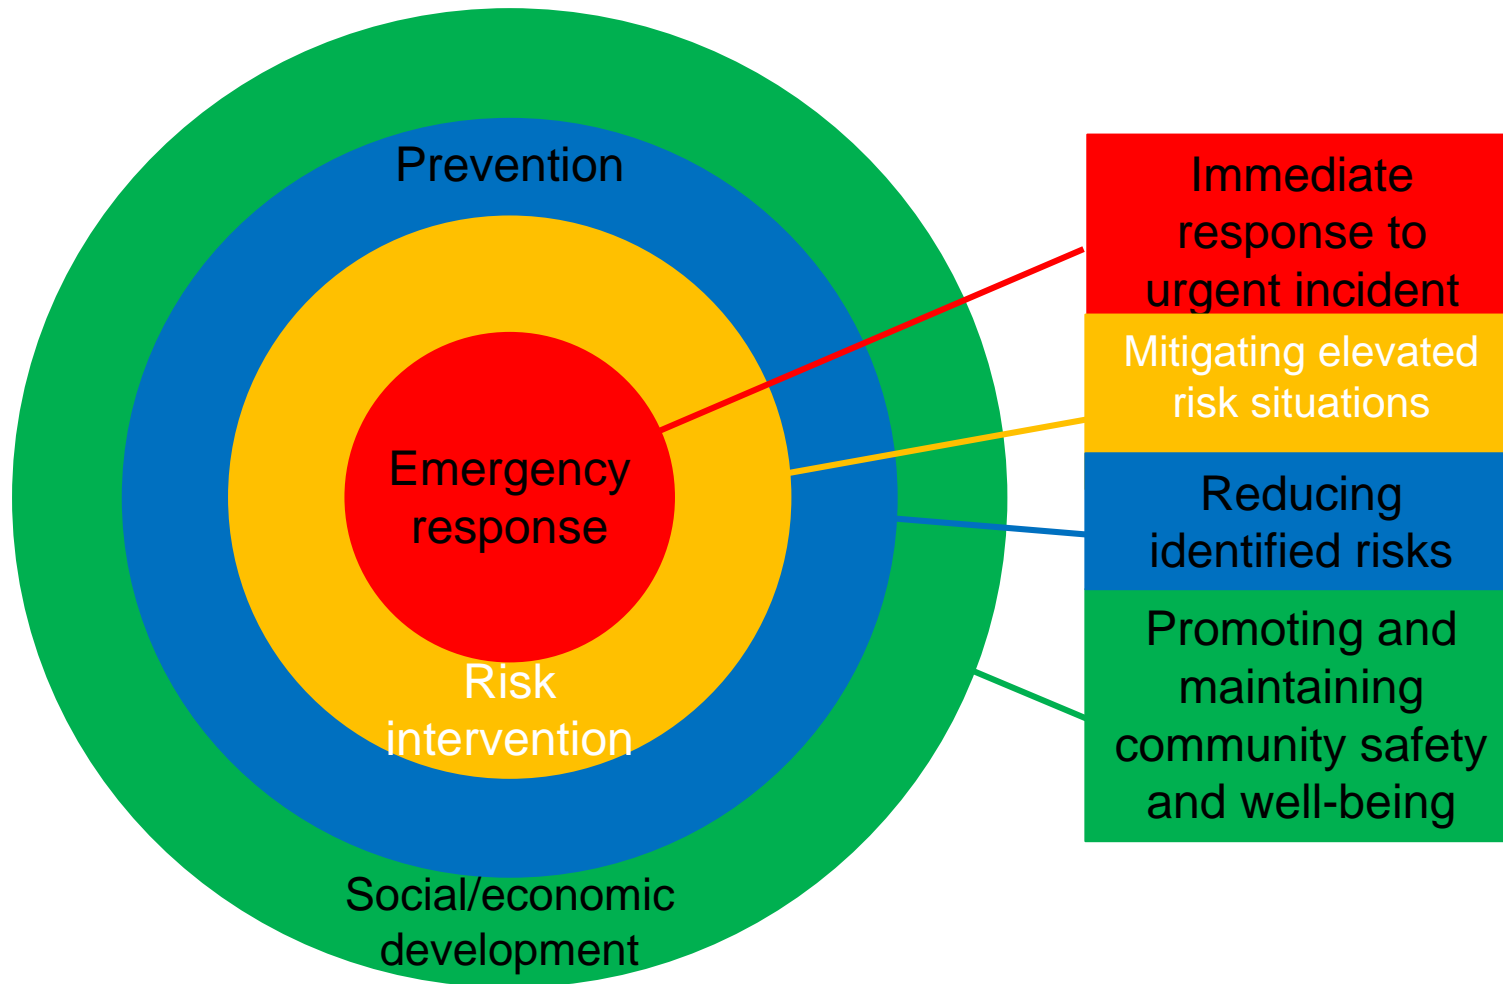 Prevention
Emergency
response
Risk
intervention
Social/economic
development
Immediate
response to
urgent incident
Mitigating elevated
risk situations
Reducing
identified risks
Promoting and
maintaining
community safety
and well-being